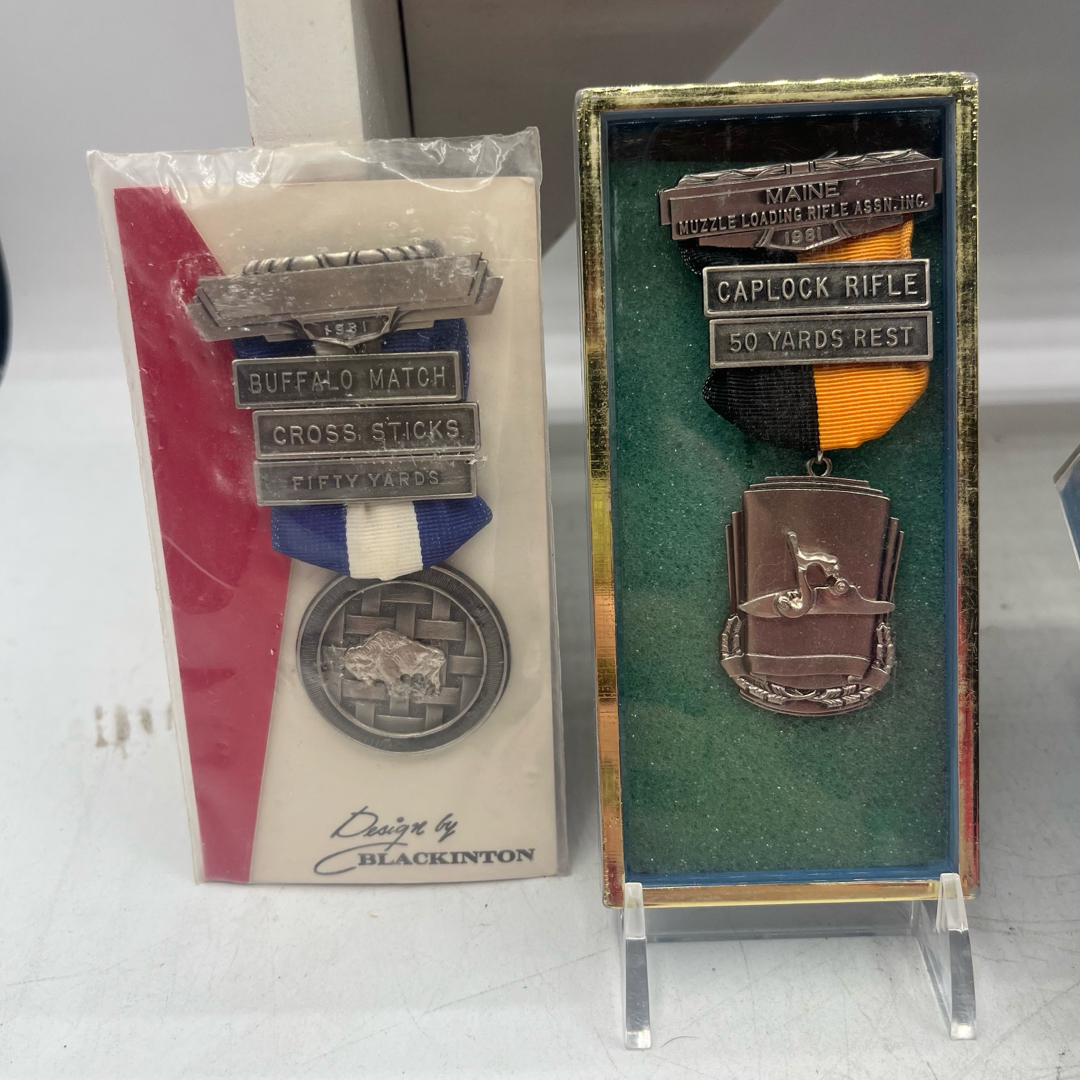 1981
BUFFALO MATCH
CROSS STICKS
FIFTY YARDS
Design by
BLACKINTON
MAINE
MUZZLE LOADING RIFLE ASSN. INC.
1981
CAPLOCK RIFLE
50 YARDS REST